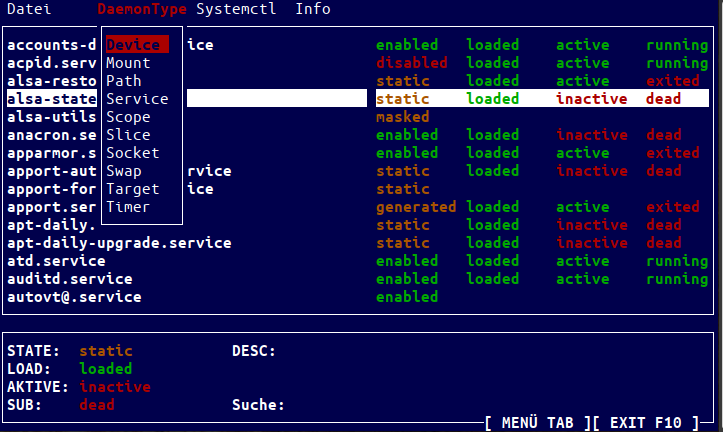 Datei DaemonType Systemctl Info
accounts-d Device ice enabled loaded active running
acpid.serv Mount disabled loaded active running
alsa-resto Path static loaded active exited
alsa-state Service static loaded inactive dead
alsa-utils Scope masked
anacron.se Slice enabled loaded inactive dead
apparmor.s Socket enabled loaded active exited
apport-aut Swap rvice static loaded inactive dead
apport-for Target ice static
apport.ser Timer generated loaded active exited
apt-daily. static loaded inactive dead
apt-daily-upgrade.service static loaded inactive dead
atd.service enabled loaded active running
auditd.service enabled loaded active running
autovt@.service enabled
STATE: static DESC:
LOAD: loaded
AKTIVE: inactive
SUB: dead Suche:
[ MENÜ TAB ][ EXIT F10 ]